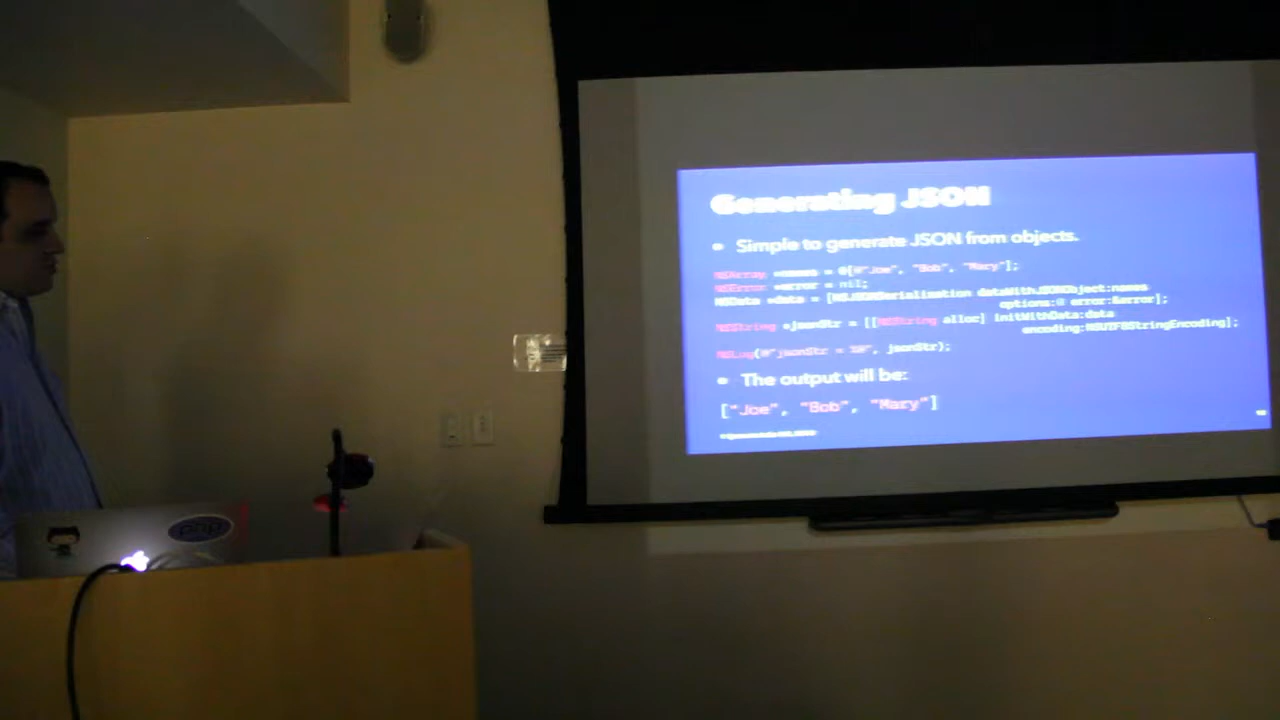 Generating JSON
• Simple to generate JSON from objects.
NSArray *names = @[@"Joe", @"Bob", @"Mary"];
NSError *error = nil;
NSData *data = [NSJSONSerialization dataWithJSONObject:names
options:0 error:&error];
NSString *jsonStr = [[NSString alloc] initWithData:data
encoding:NSUTF8StringEncoding];
NSLog(@"jsonStr = %@", jsonStr);
• The output will be:
["Joe", "Bob", "Mary"]